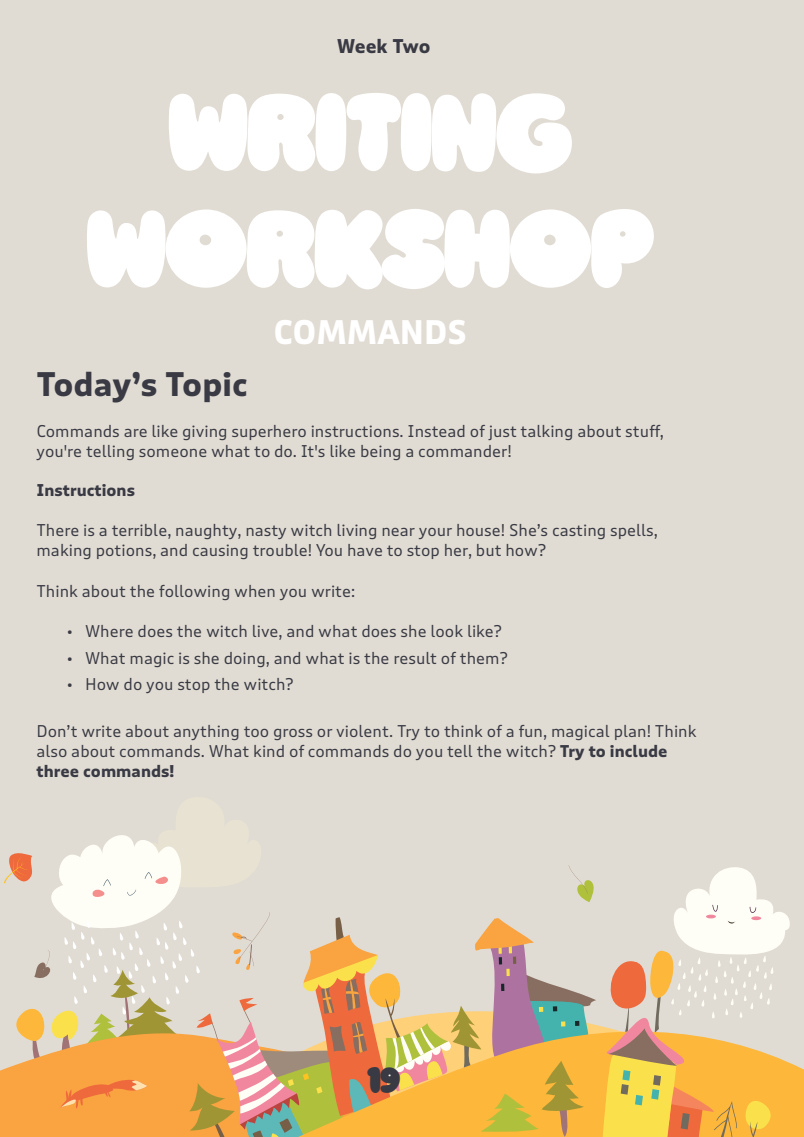 Week Two
WRITING
WORKSHOP
COMMANDS
Today’s Topic
Commands are like giving superhero instructions. Instead of just talking about stuff,
you're telling someone what to do. It's like being a commander!
Instructions
There is a terrible, naughty, nasty witch living near your house! She’s casting spells,
making potions, and causing trouble! You have to stop her, but how?
Think about the following when you write:
• Where does the witch live, and what does she look like?
• What magic is she doing, and what is the result of them?
• How do you stop the witch?
Don’t write about anything too gross or violent. Try to think of a fun, magical plan! Think
also about commands. What kind of commands do you tell the witch? Try to include
three commands!
19